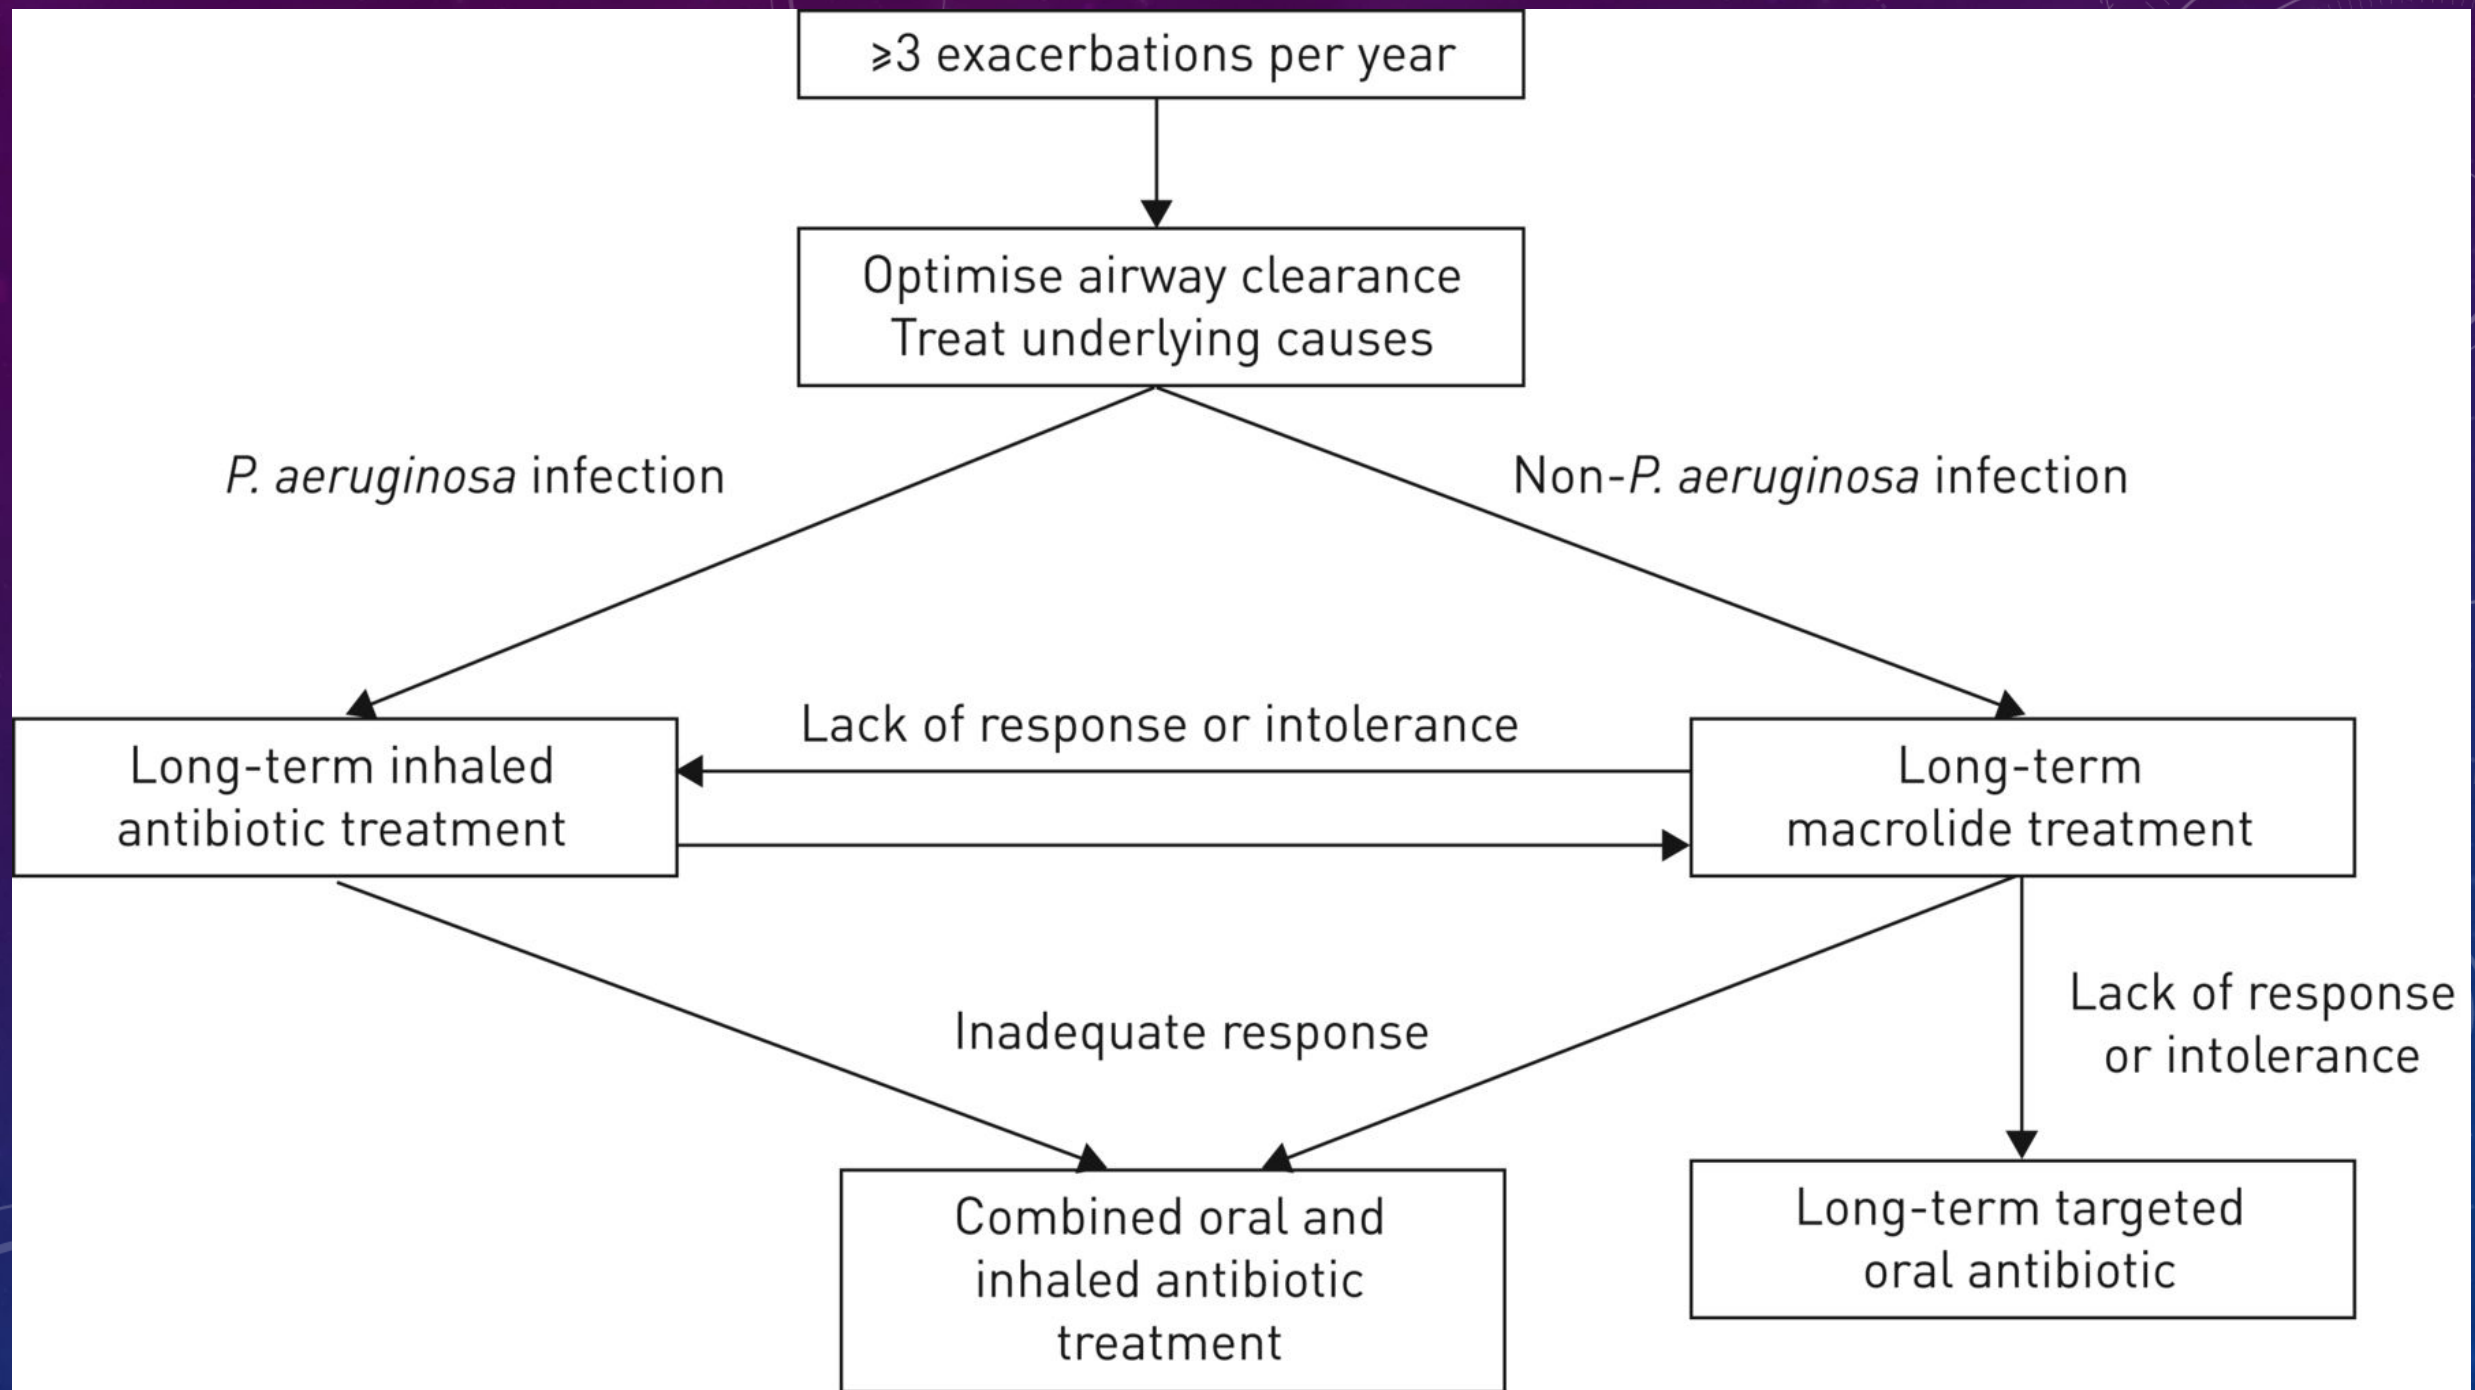 ⩾3 exacerbations per year
Optimise airway clearance
Treat underlying causes
P. aeruginosa infection
Non-P. aeruginosa infection
Long-term inhaled
antibiotic treatment
Lack of response or intolerance
Long-term
macrolide treatment
Inadequate response
Lack of response
or intolerance
Combined oral and
inhaled antibiotic
treatment
Long-term targeted
oral antibiotic